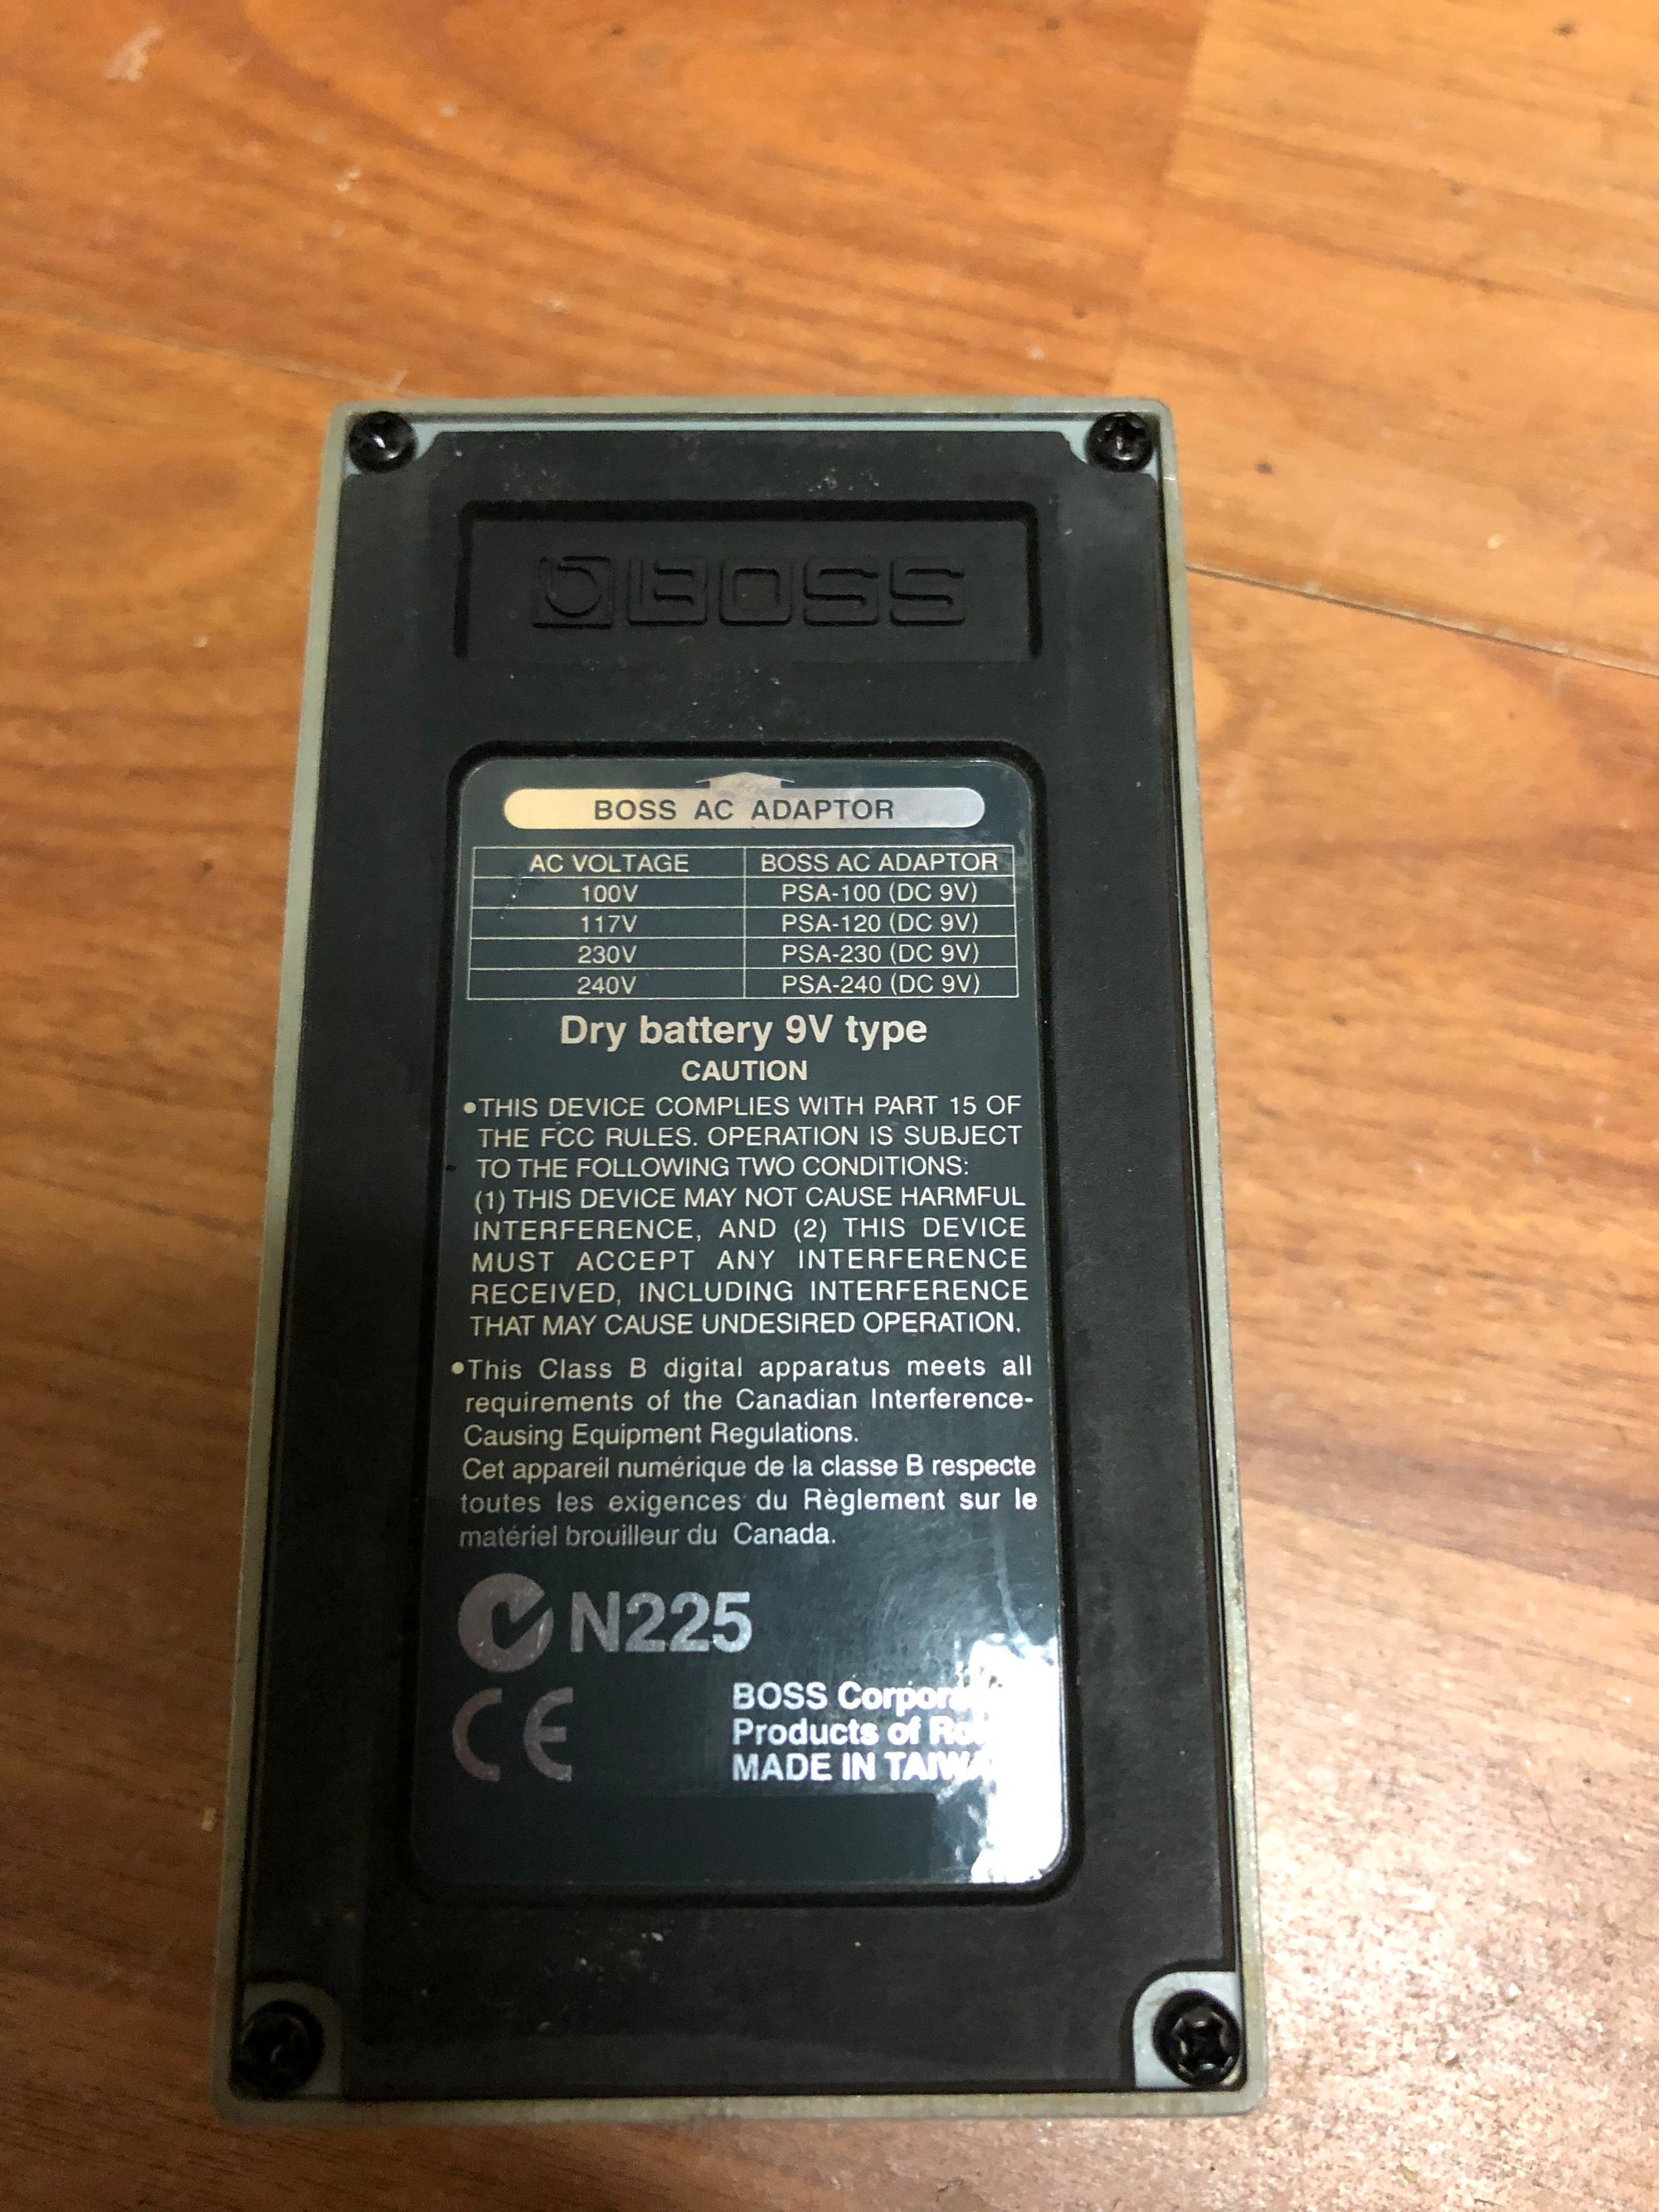 BOSS
BOSS AC ADAPTOR
AC VOLTAGE BOSS AC ADAPTOR
100V PSA-100 (DC 9V)
117V PSA-120 (DC 9V)
230V PSA-230 (DC 9V)
240V PSA-240 (DC 9V)
Dry battery 9V type
CAUTION
•THIS DEVICE COMPLIES WITH PART 15 OF
THE FCC RULES. OPERATION IS SUBJECT
TO THE FOLLOWING TWO CONDITIONS:
(1) THIS DEVICE MAY NOT CAUSE HARMFUL
INTERFERENCE, AND (2) THIS DEVICE
MUST ACCEPT ANY INTERFERENCE
RECEIVED, INCLUDING INTERFERENCE
THAT MAY CAUSE UNDESIRED OPERATION.
•This Class B digital apparatus meets all
requirements of the Canadian Interference-
Causing Equipment Regulations.
Cet appareil numérique de la classe B respecte
toutes les exigences du Règlement sur le
matériel brouilleur du Canada.
N225
CE BOSS
Products of
MADE IN